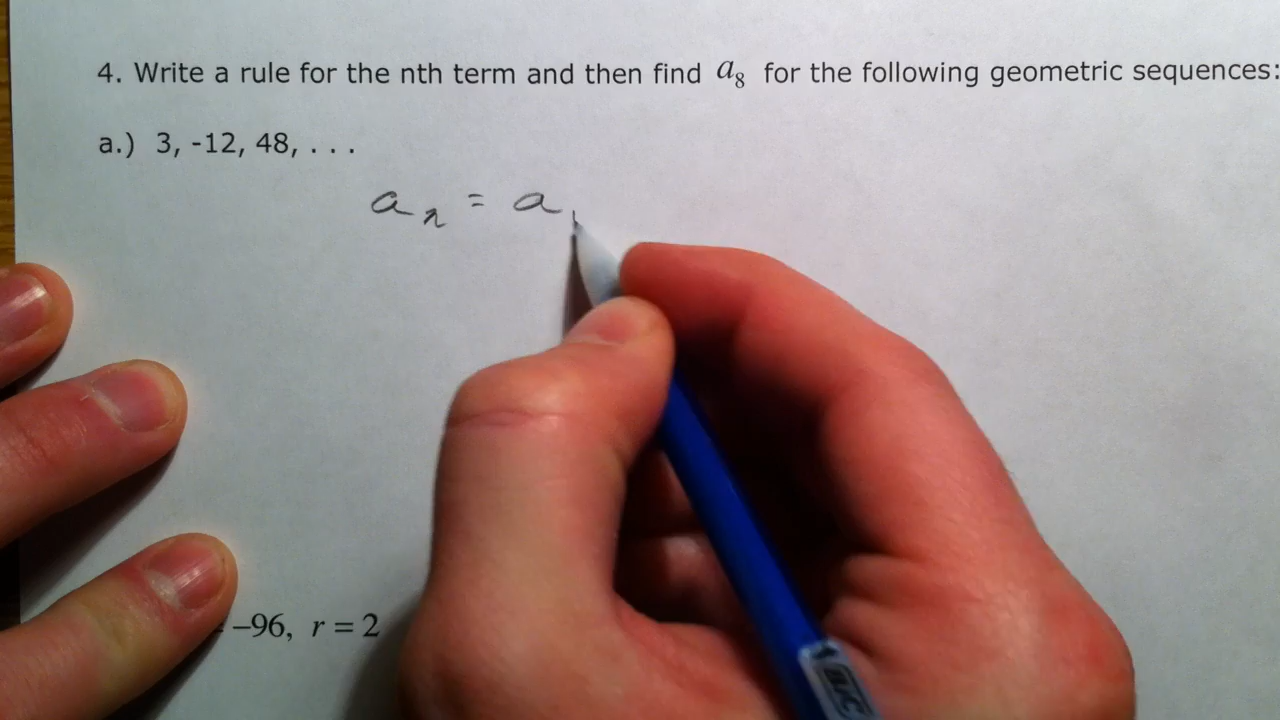 4. Write a rule for the nth term and then find a₈ for the following geometric sequences:
a.) 3, -12, 48, . . .
aₙ = a₁
–96, r = 2
BIC